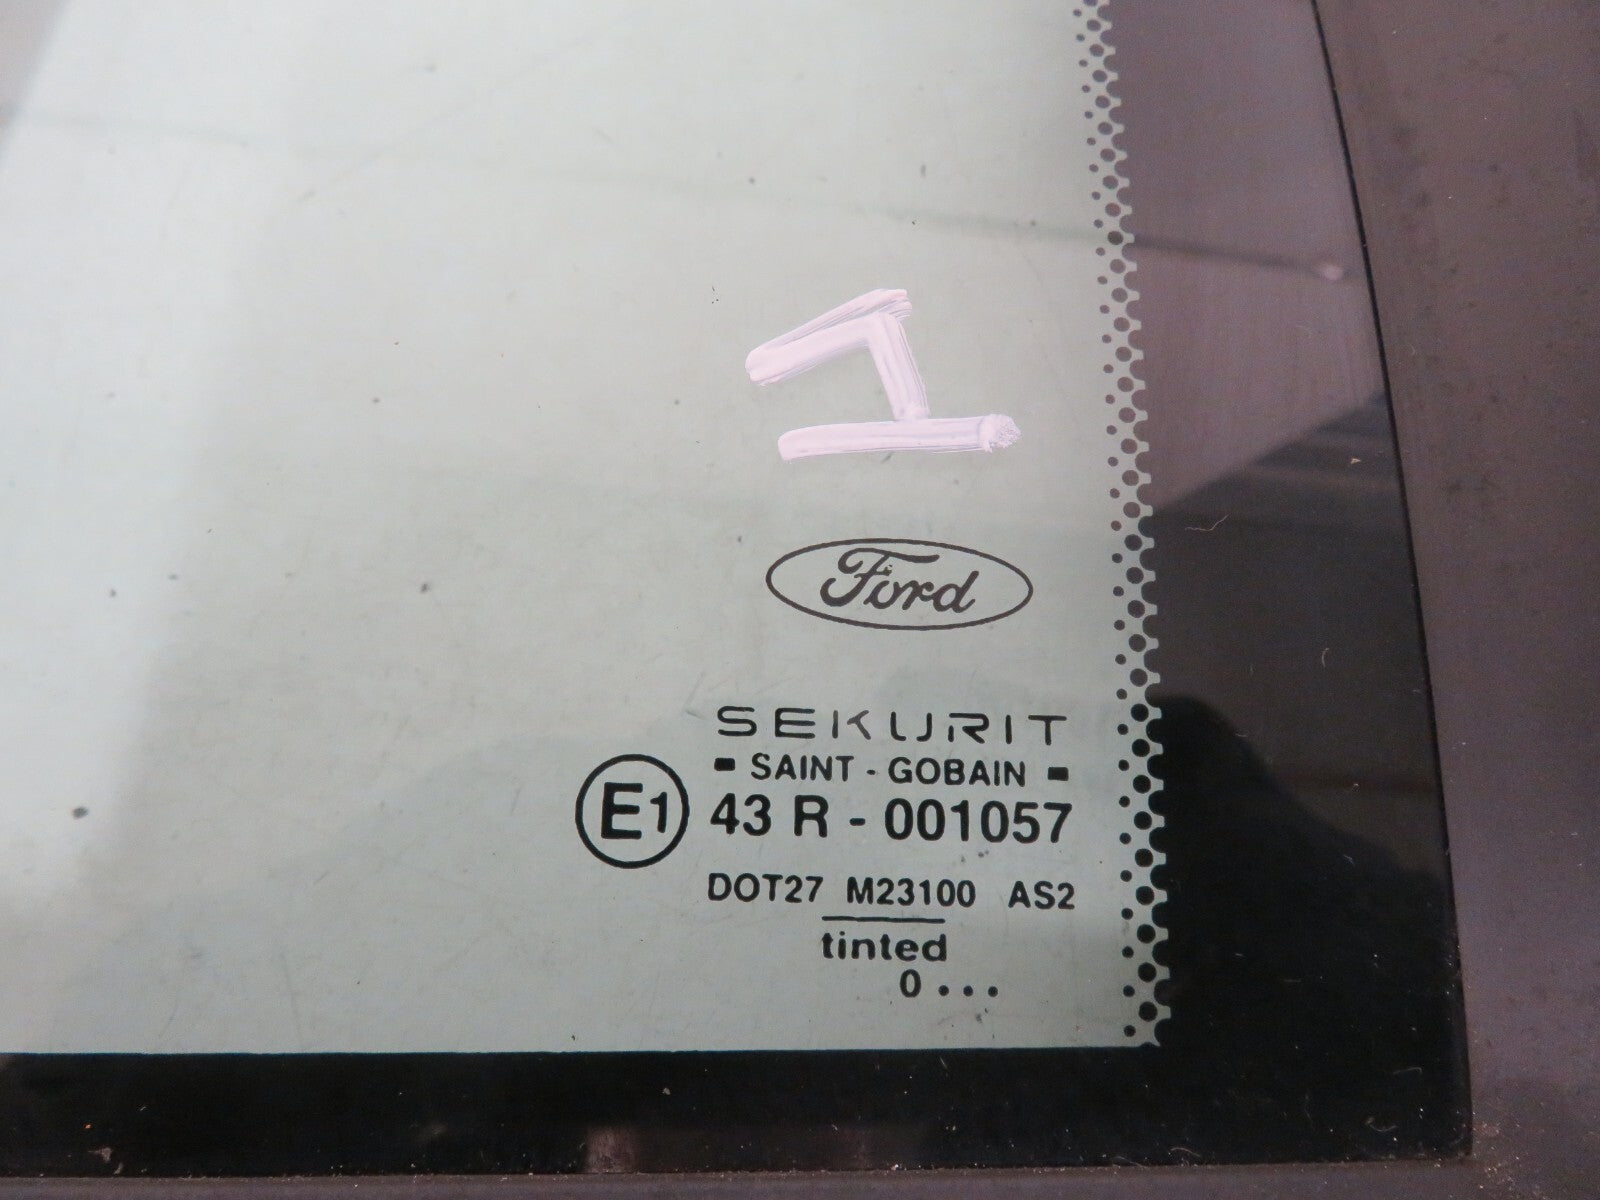 Ford
SEKURIT
SAINT - GOBAIN
E1 43 R - 001057
DOT27 M23100 AS2
tinted
0...